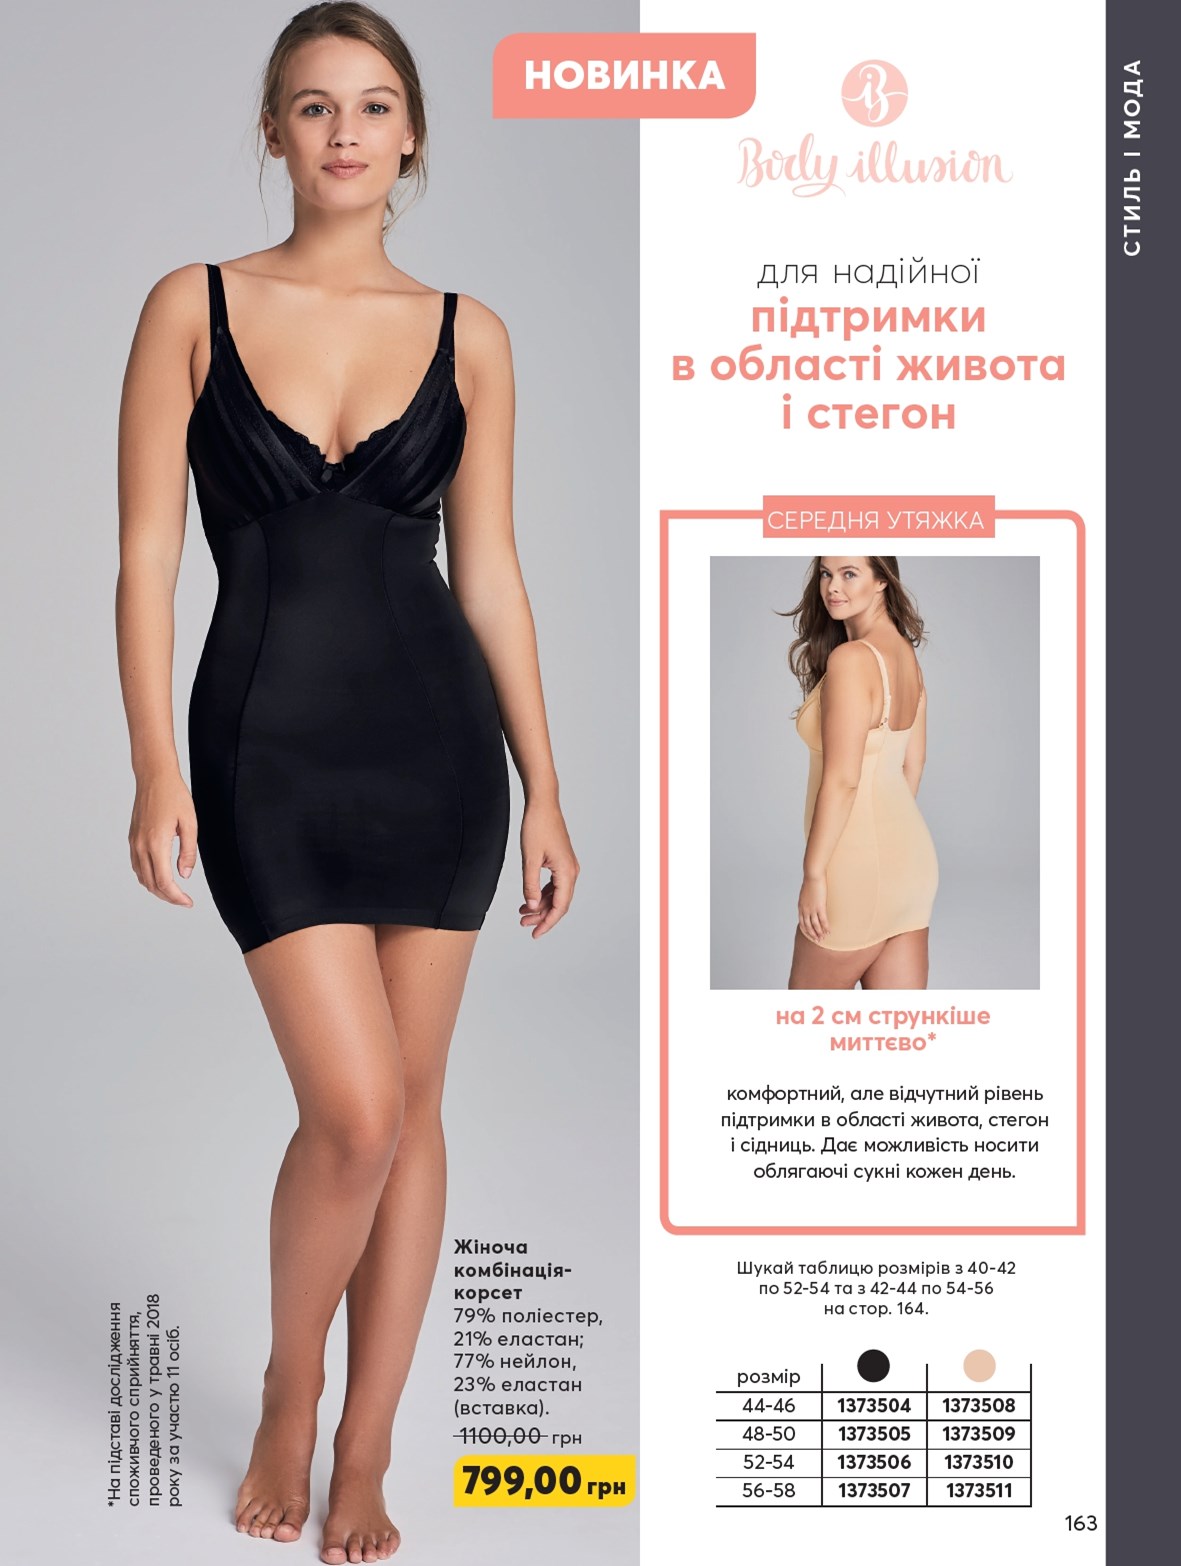 НОВИНКА
Body illusion
СТИЛЬ І МОДА
для надійної
підтримки
в області живота
і стегон
СЕРЕДНЯ УТЯЖКА
на 2 см стрункіше
миттєво*
комфортний, але відчутний рівень
підтримки в області живота, стегон
і сідниць. Дає можливість носити
облягаючі сукні кожен день.
Жіноча
комбінація-
корсет
79% поліестер,
21% еластан;
77% нейлон,
23% еластан
(вставка).
1100,00 грн
799,00 грн
*На підставі дослідження
споживчого сприйняття,
проведеного у травні 2018
року за участю 11 осіб.
Шукай таблицю розмірів з 40-42
по 52-54 та з 42-44 по 54-56
на стор. 164.
розмір
44-46 1373504 1373508
48-50 1373505 1373509
52-54 1373506 1373510
56-58 1373507 1373511
163